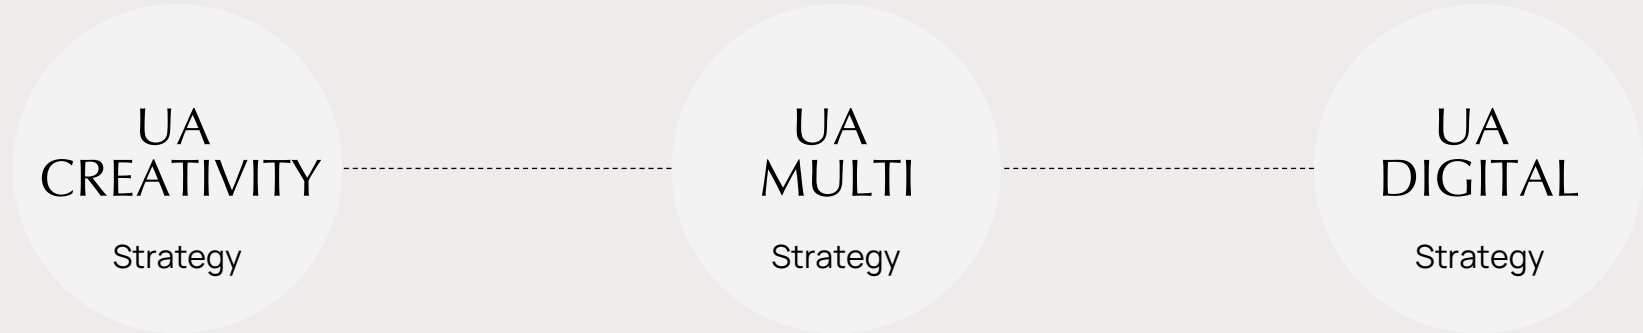 UA
CREATIVITY
Strategy
UA
MULTI
Strategy
UA
DIGITAL
Strategy